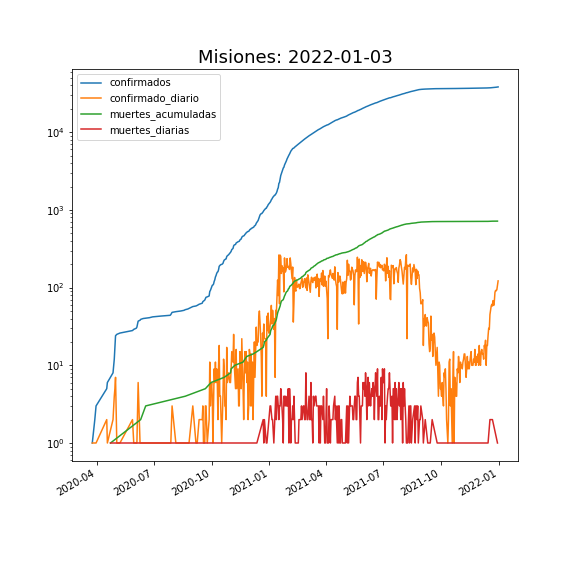 Misiones: 2022-01-03
confirmados
confirmado_diario
muertes_acumuladas
muertes_diarias
10^4
10^3
10^2
10^1
10^0
2020-04
2020-07
2020-10
2021-01
2021-04
2021-07
2021-10
2022-01